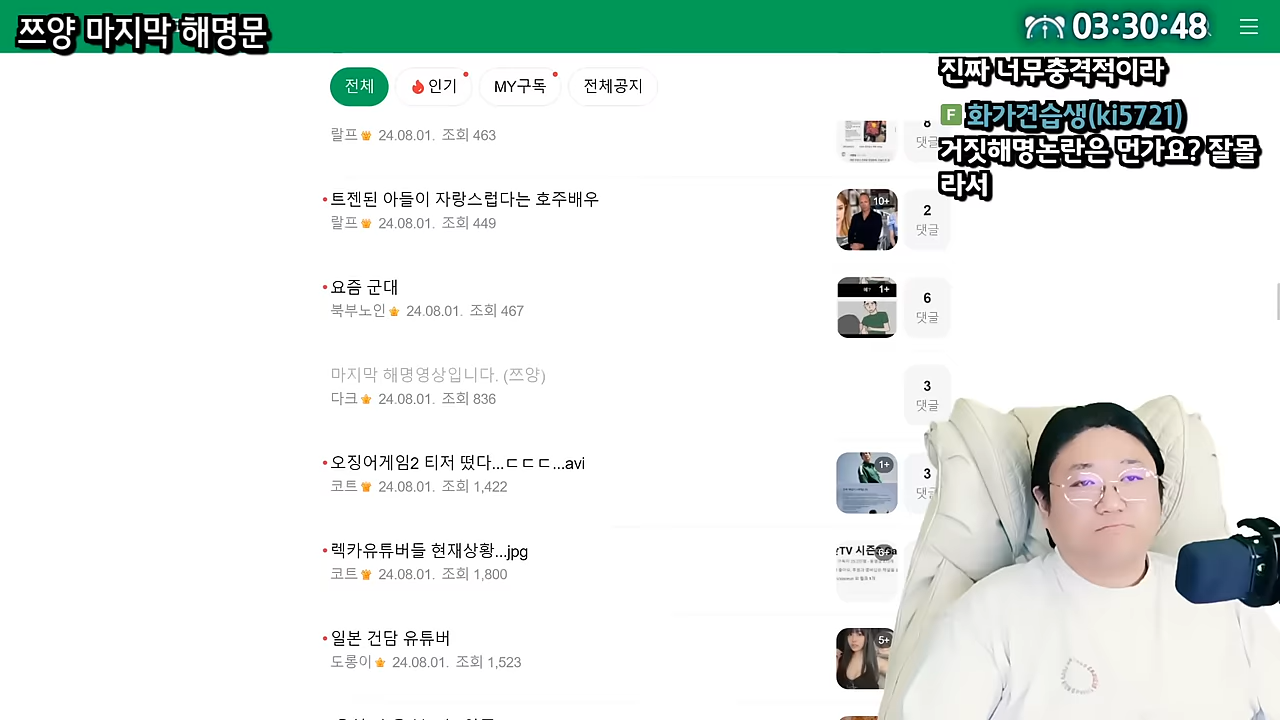 쯔양 마지막 해명문
03:30:48
전체
인기
MY구독
전체공지
진짜 너무충격적이라
F 화가견습생(ki5721)
거짓해명논란은 먼가요? 잘몰
라서
랄프 24.08.01. 조회 463
8
댓글
트젠된 아들이 자랑스럽다는 호주배우
랄프 24.08.01. 조회 449
10+
2
댓글
요즘 군대
북부노인 24.08.01. 조회 467
1+
6
댓글
마지막 해명영상입니다. (쯔양)
다크 24.08.01. 조회 836
3
댓글
오징어게임2 티저 떴다...ㄷㄷㄷ...avi
코트 24.08.01. 조회 1,422
1+
3
렉카유튜버들 현재상황...jpg
코트 24.08.01. 조회 1,800
6+
일본 건담 유튜버
도롱이 24.08.01. 조회 1,523
5+